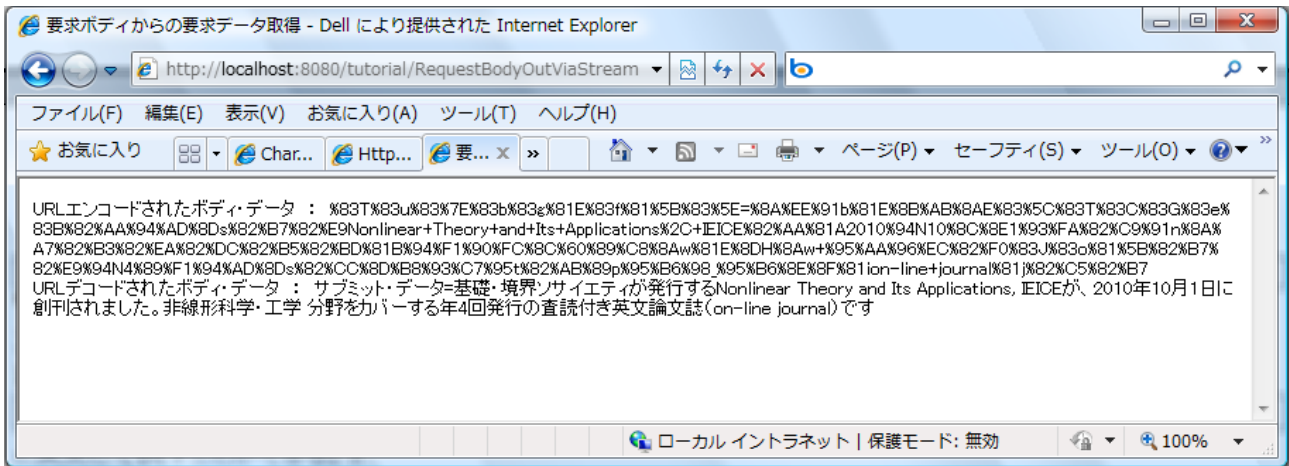 要求ボディからの要求データ取得 - Dell により提供された Internet Explorer
http://localhost:8080/tutorial/RequestBodyOutViaStream
ファイル(F) 編集(E) 表示(V) お気に入り(A) ツール(T) ヘルプ(H)
お気に入り Char... Http... 要... x » ページ(P) セーフティ(S) ツール(O) »
URLエンコードされたボディ・データ : %83T%83u%83%7E%83b%83g%81E%83f%81%5B%83%5E=%8A%EE%91b%81E%8B%AB%8AE%83%5C%83T%83C%83G%83e%
83B%82%AA%94%AD%8Ds%82%B7%82%E9Nonlinear+Theory+and+Its+Applications%2C+IEICE%82%AA%81A2010%94N10%8C%8E1%93%FA%82%C9%91n%8A%
A7%82%B3%82%EA%82%DC%82%B5%82%BD%81B%94%F1%90%FC%8C%60%89%C8%8Aw%81E%8DH%8Aw+%95%AA%96%EC%82%F0%83J%83o%81%5B%82%B7%
82%E9%94N4%89%F1%94%AD%8Ds%82%CC%8D%B8%93%C7%95t%82%AB%89p%95%B6%98_%95%B6%8E%8F%81ion-line+journal%81j%82%C5%82%B7
URLデコードされたボディ・データ : サブミット・データ=基礎・境界ソサイエティが発行するNonlinear Theory and Its Applications, IEICEが、2010年10月1日に
創刊されました。非線形科学・工学 分野をカバーする年4回発行の査読付き英文論文誌(on-line journal)です
ローカル イントラネット | 保護モード: 無効 100%